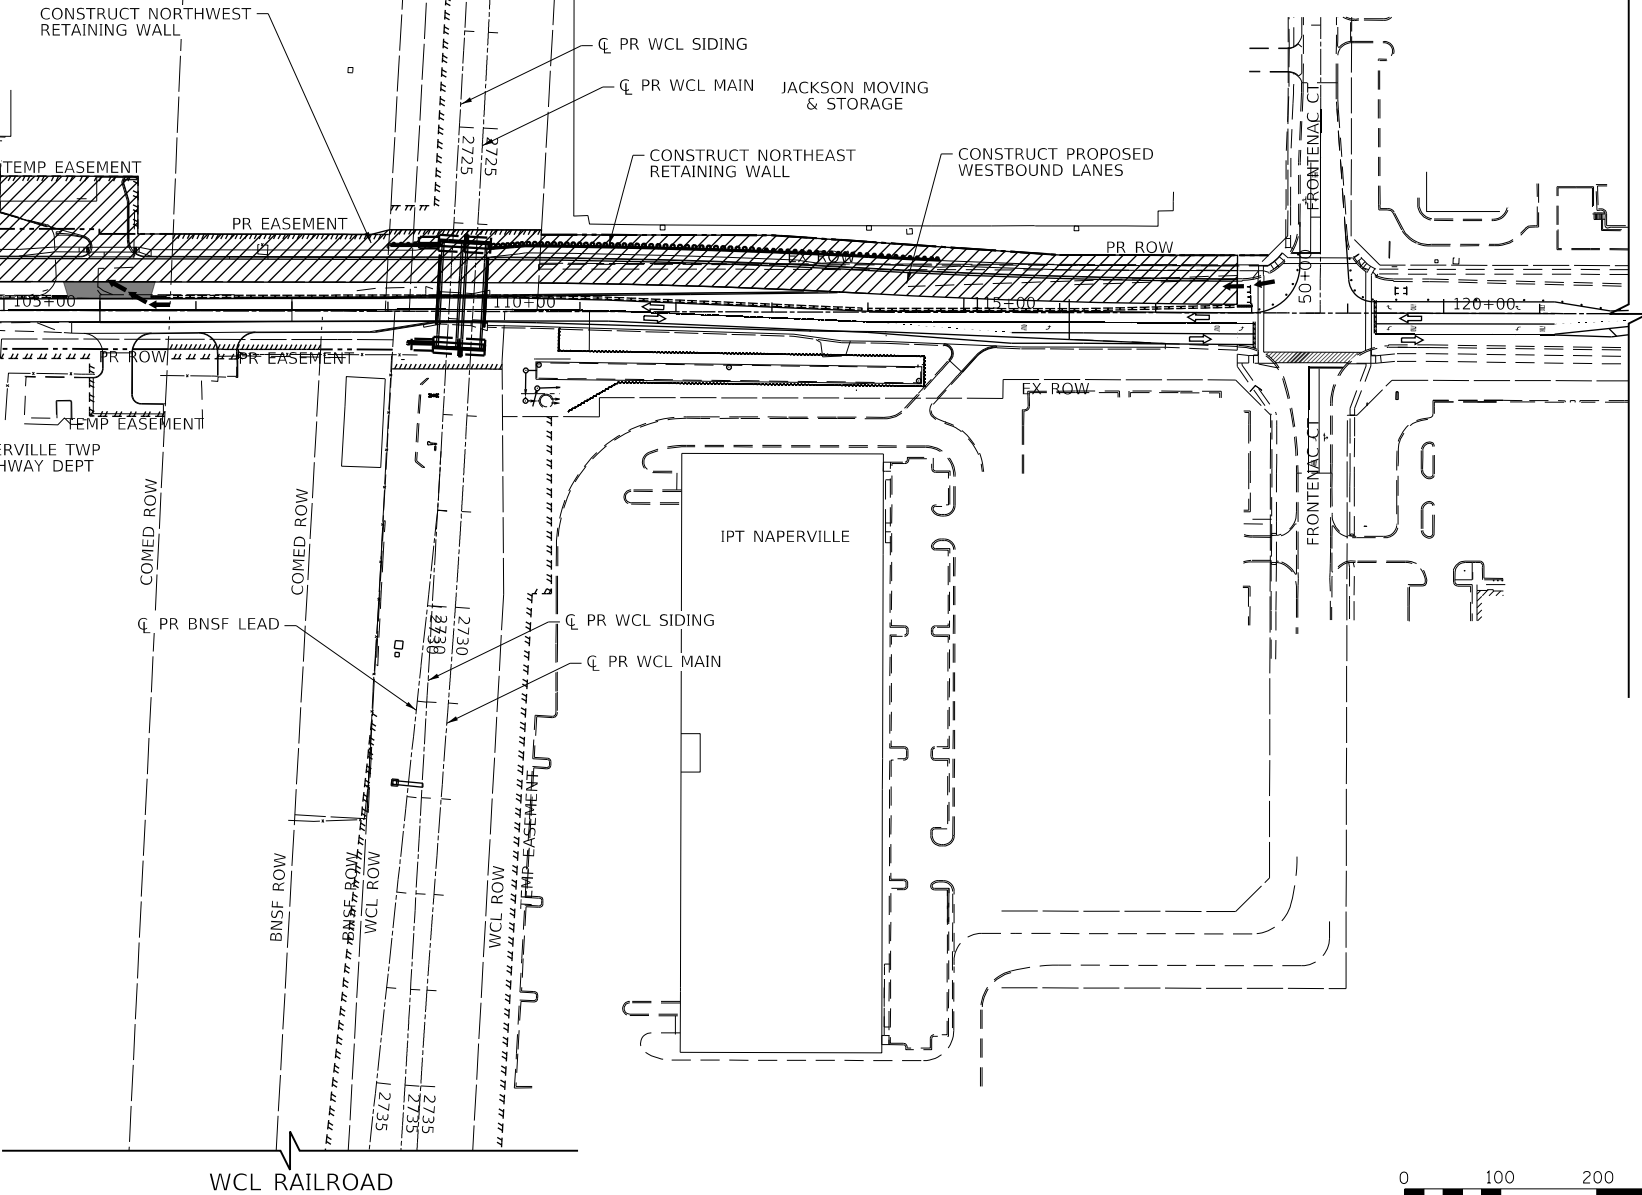 CONSTRUCT NORTHWEST
RETAINING WALL
℄ PR WCL SIDING
℄ PR WCL MAIN
JACKSON MOVING
& STORAGE
FRONTENAC CT
2725
2725
CONSTRUCT NORTHEAST
RETAINING WALL
CONSTRUCT PROPOSED
WESTBOUND LANES
TEMP EASEMENT
PR EASEMENT
PR ROW
EX ROW
50+00
105+00
110+00
115+00
120+00
PR ROW
PR EASEMENT
EX ROW
TEMP EASEMENT
ERVILLE TWP
HWAY DEPT
FRONTENAC CT
COMED ROW
COMED ROW
IPT NAPERVILLE
℄ PR BNSF LEAD
2730
2730
2730
℄ PR WCL SIDING
℄ PR WCL MAIN
TEMP EASEMENT
BNSF ROW
BNSF ROW
WCL ROW
WCL ROW
2735
2735
2735
WCL RAILROAD
0 100 200